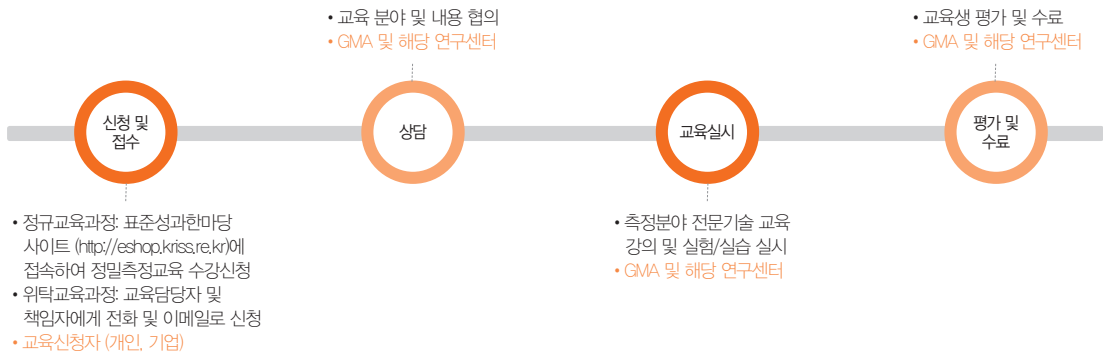 • 교육 분야 및 내용 협의
• GMA 및 해당 연구센터
• 교육생 평가 및 수료
• GMA 및 해당 연구센터
신청 및
접수
상담
교육실시
평가 및
수료
• 정규교육과정: 표준성과한마당
사이트 (http://eshop.kriss.re.kr)에
접속하여 정밀측정교육 수강신청
• 위탁교육과정: 교육담당자 및
책임자에게 전화 및 이메일로 신청
• 교육신청자 (개인, 기업)
• 측정분야 전문기술 교육
강의 및 실험/실습 실시
• GMA 및 해당 연구센터